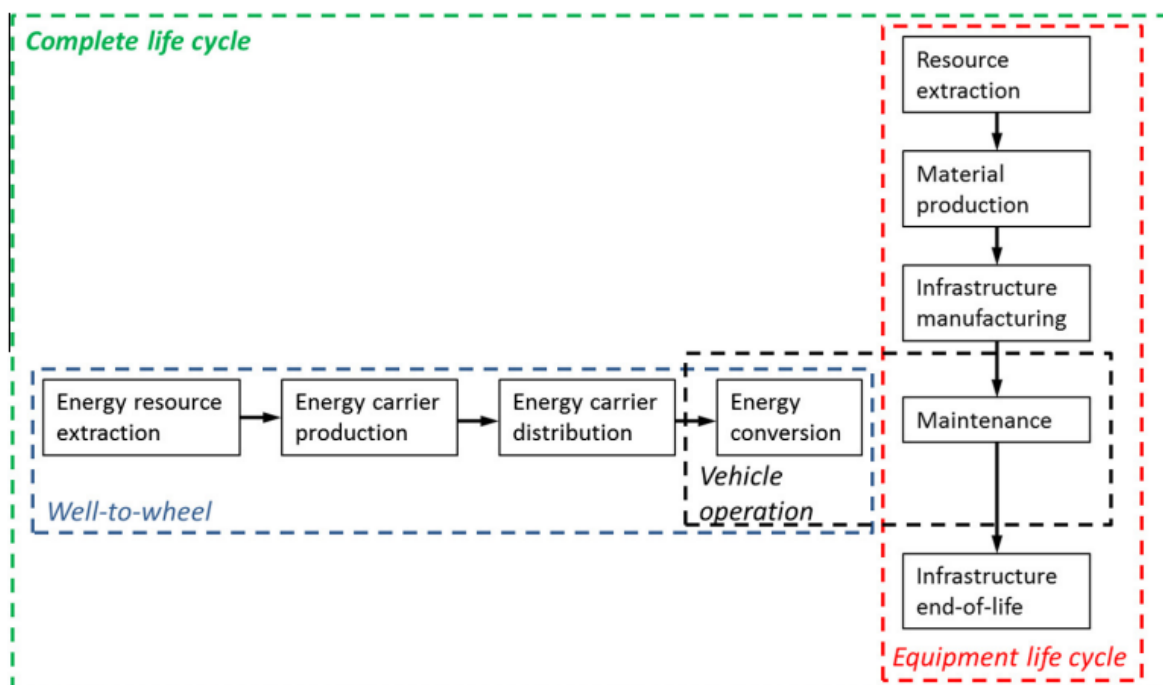 Complete life cycle
Resource
extraction
Material
production
Infrastructure
manufacturing
Energy resource
extraction
Energy carrier
production
Energy carrier
distribution
Energy
conversion
Maintenance
Well-to-wheel
Vehicle
operation
Infrastructure
end-of-life
Equipment life cycle